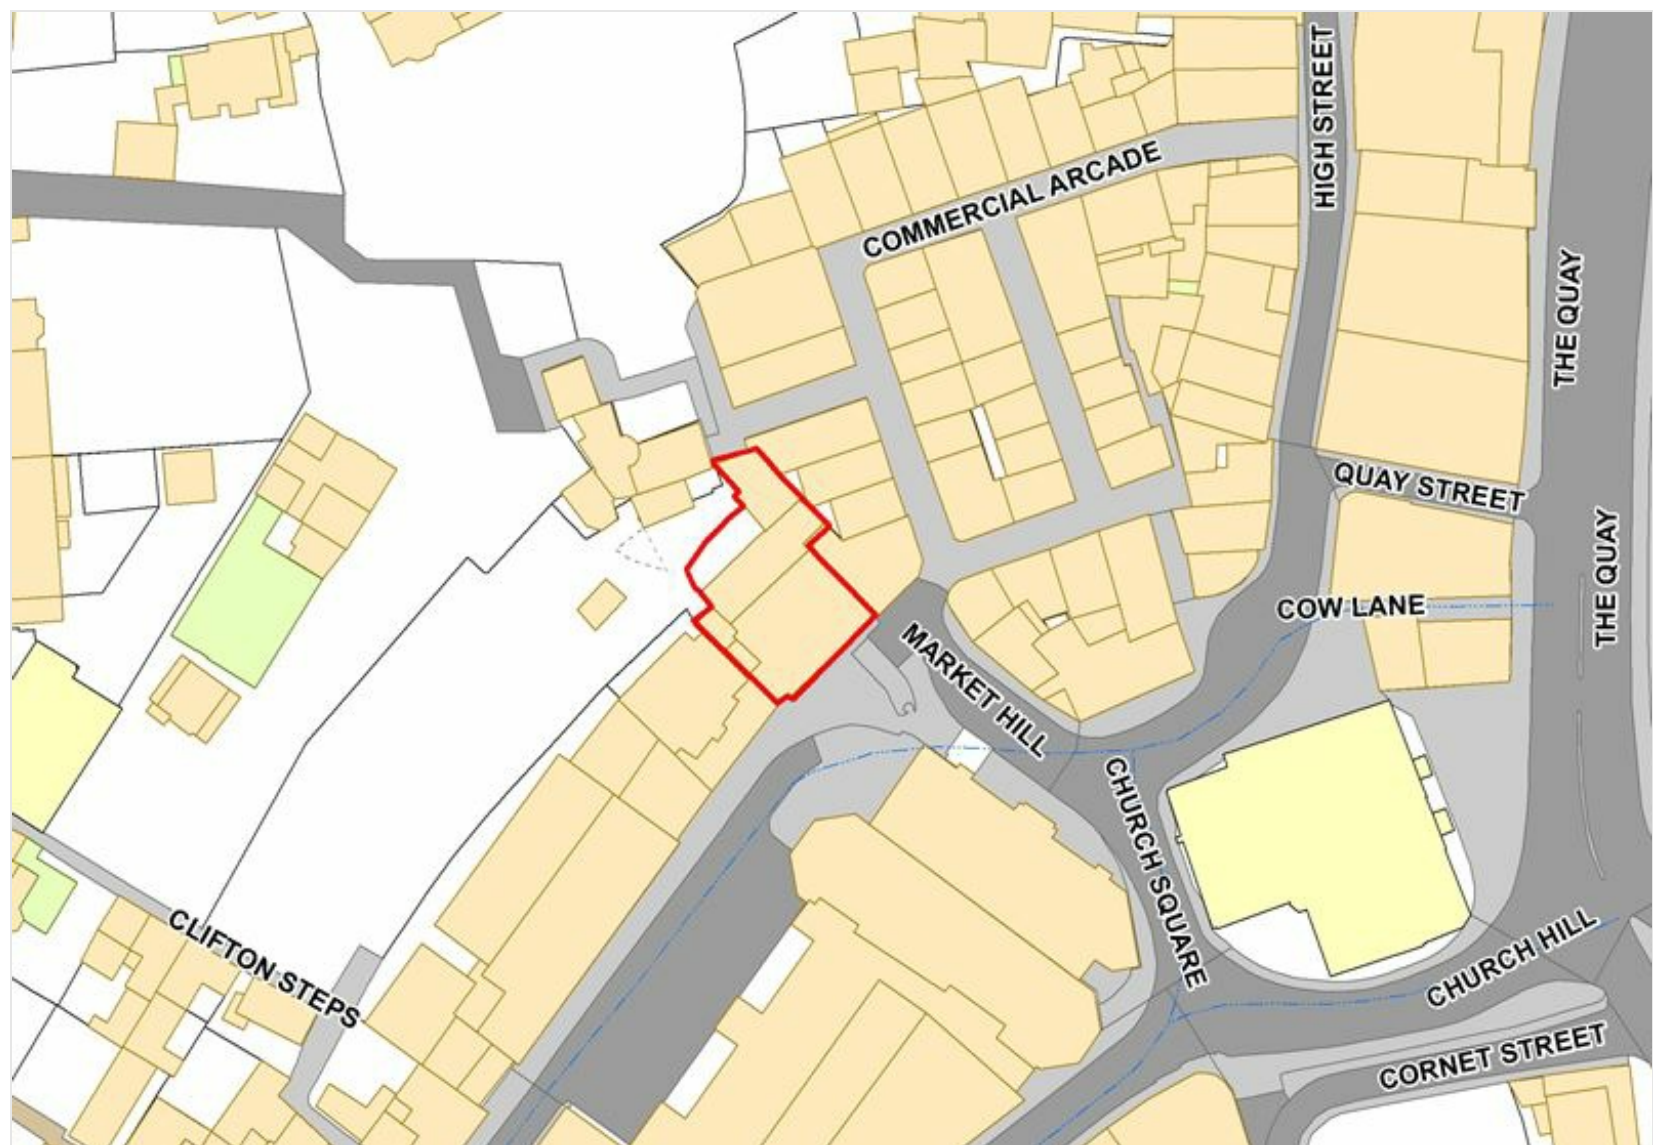 HIGH STREET
COMMERCIAL ARCADE
THE QUAY
QUAY STREET
THE QUAY
COW LANE
MARKET HILL
CHURCH SQUARE
CLIFTON STEPS
CHURCH HILL
CORNET STREET